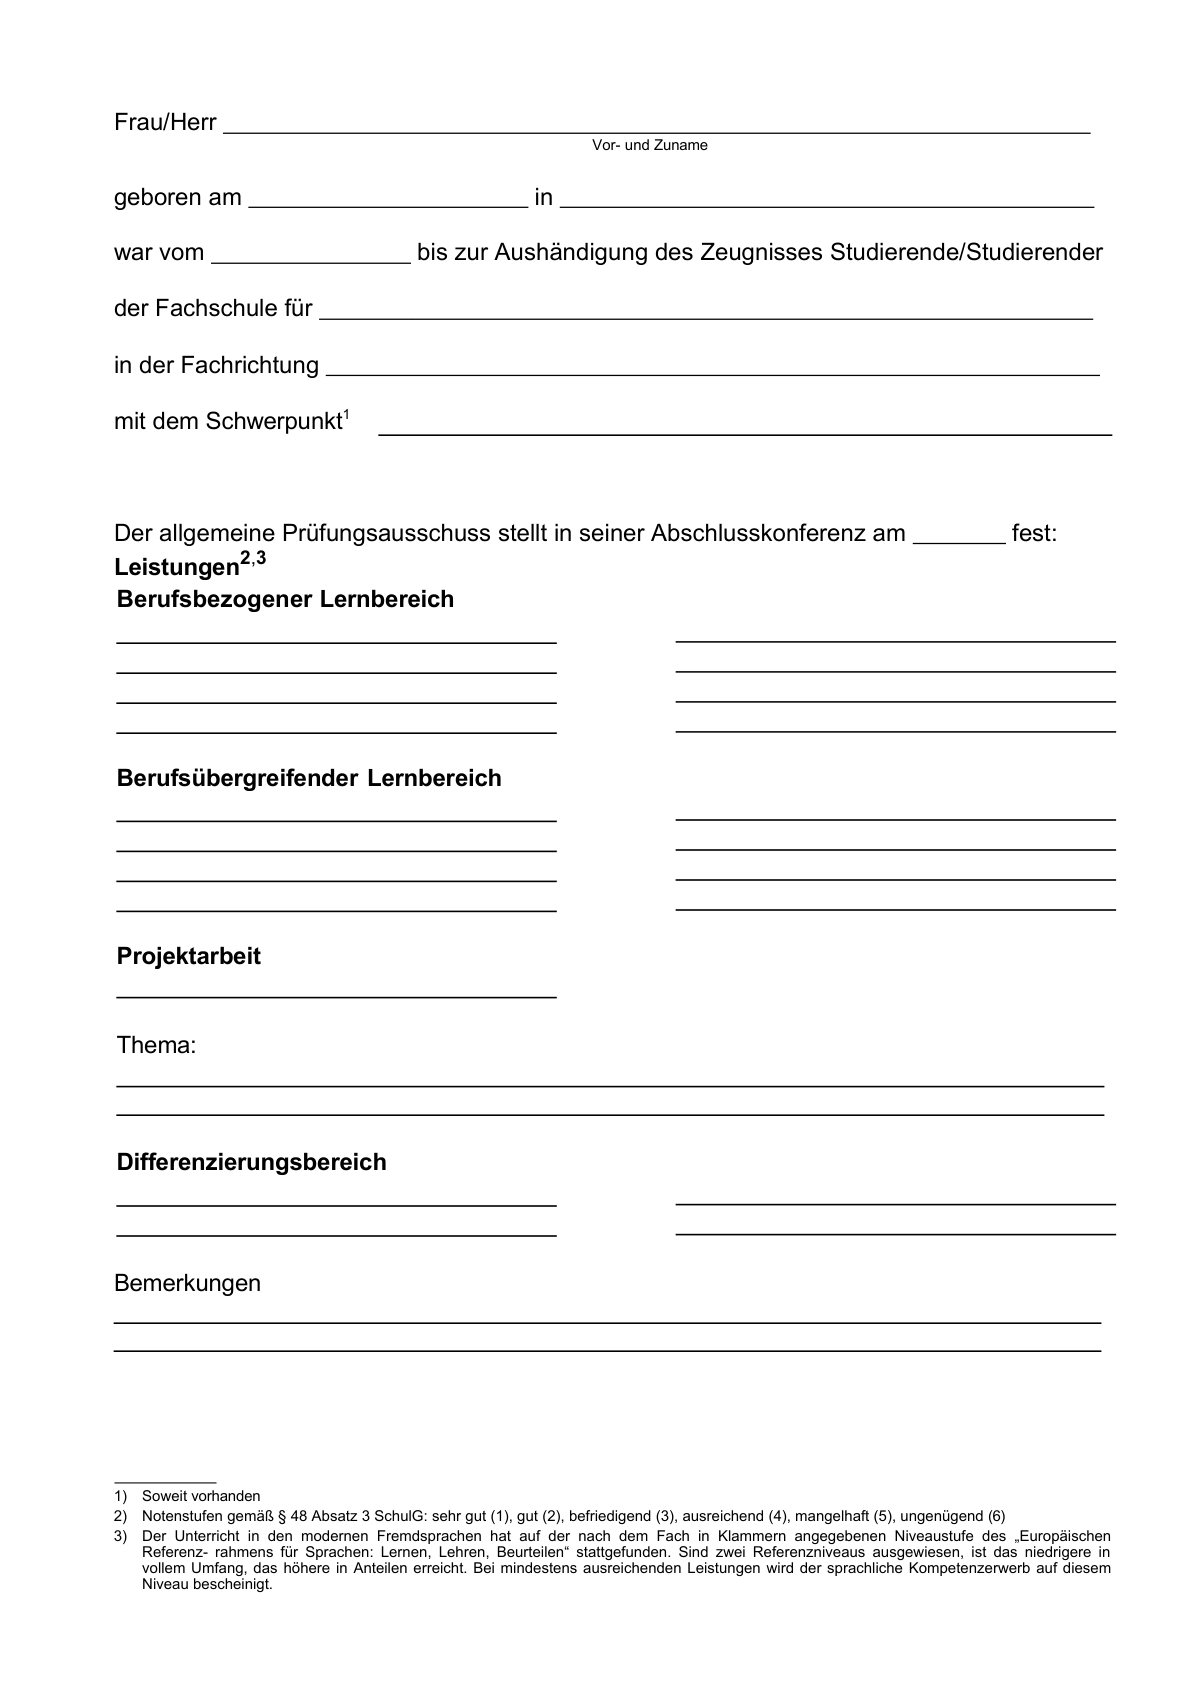 Frau/Herr
Vor- und Zuname
geboren am in
war vom bis zur Aushändigung des Zeugnisses Studierende/Studierender
der Fachschule für
in der Fachrichtung
mit dem Schwerpunkt1
Der allgemeine Prüfungsausschuss stellt in seiner Abschlusskonferenz am fest:
Leistungen2,3
Berufsbezogener Lernbereich
Berufsübergreifender Lernbereich
Projektarbeit
Thema:
Differenzierungsbereich
Bemerkungen
1) Soweit vorhanden
2) Notenstufen gemäß § 48 Absatz 3 SchulG: sehr gut (1), gut (2), befriedigend (3), ausreichend (4), mangelhaft (5), ungenügend (6)
3) Der Unterricht in den modernen Fremdsprachen hat auf der nach dem Fach in Klammern angegebenen Niveaustufe des „Europäischen
Referenz- rahmens für Sprachen: Lernen, Lehren, Beurteilen“ stattgefunden. Sind zwei Referenzniveaus ausgewiesen, ist das niedrigere in
vollem Umfang, das höhere in Anteilen erreicht. Bei mindestens ausreichenden Leistungen wird der sprachliche Kompetenzerwerb auf diesem
Niveau bescheinigt.